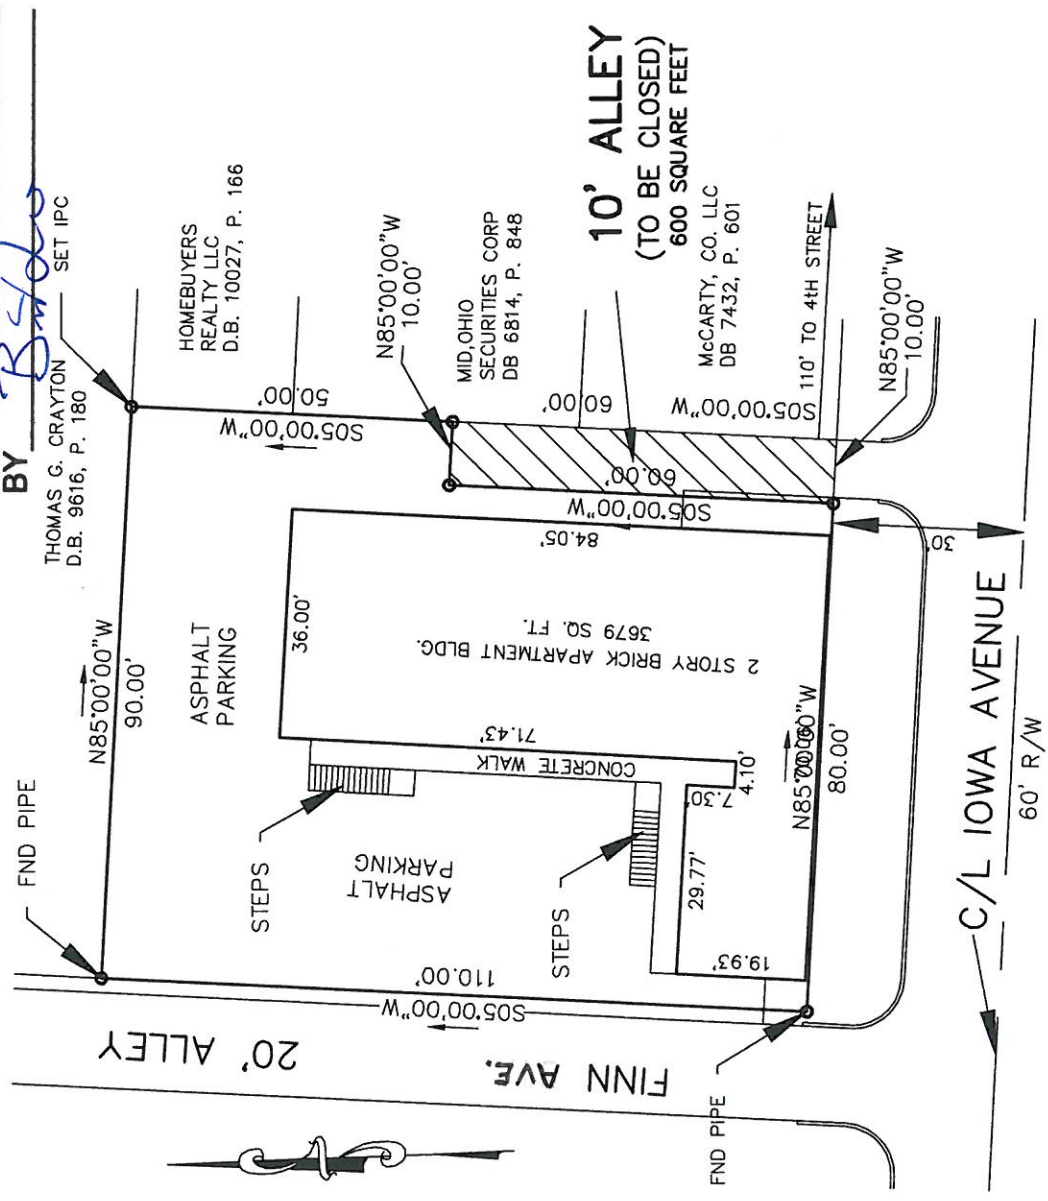 BY
SET IPC
THOMAS G. CRAYTON
D.B. 9616, P. 180
HOMEBUYERS
REALTY LLC
D.B. 10027, P. 166
FND PIPE
N85°00'00"W
90.00'
ASPHALT
PARKING
S05°00'00"W
50.00'
N85°00'00"W
10.00'
MID,OHIO
SECURITIES CORP
DB 6814, P. 848
10' ALLEY
(TO BE CLOSED)
600 SQUARE FEET
McCARTY, CO. LLC
DB 7432, P. 601
60.00'
S05°00'00"W
110' TO 4tH STREET
60.00'
S05°00'00"W
N85°00'00"W
10.00'
36.00'
84.05'
2 STORY BRICK APARTMENT BLDG.
3679 SQ. FT.
71.43'
CONCRETE WALK
STEPS
ASPHALT
PARKING
STEPS
7.30'
4.10'
29.77'
19.93'
N85°00'00"W
80.00'
110.00'
S05°00'00"W
20' ALLEY
FINN AVE.
FND PIPE
30'
C/L IOWA AVENUE
60' R/W